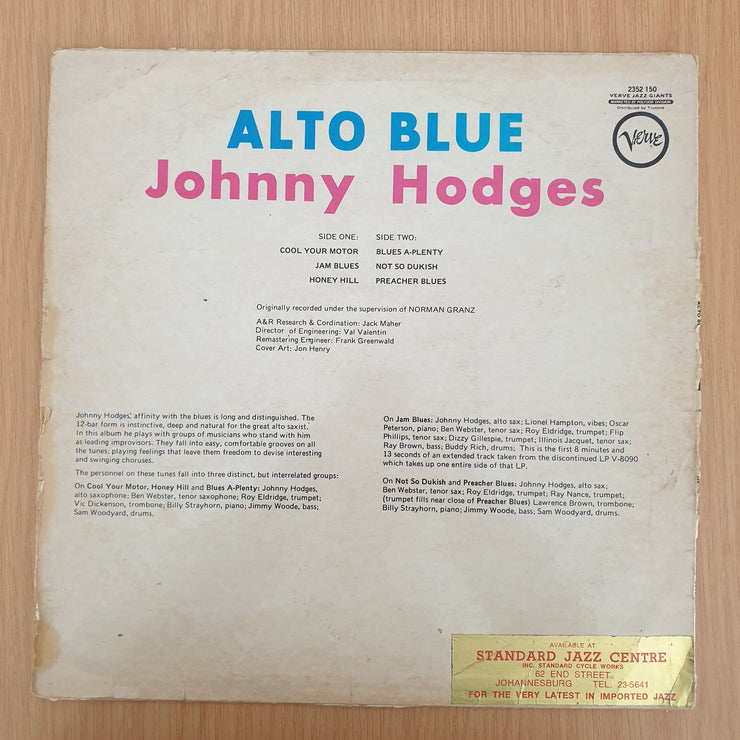 2352 150
VERVE JAZZ GIANTS
MARKETED BY POLYDOR DIVISION
Distributed by Trutone
Verve
ALTO BLUE
Johnny Hodges
SIDE ONE:
COOL YOUR MOTOR
JAM BLUES
HONEY HILL
SIDE TWO:
BLUES A-PLENTY
NOT SO DUKISH
PREACHER BLUES
Originally recorded under the supervision of NORMAN GRANZ
A&R Research & Cordination: Jack Maher
Director of Engineering: Val Valentin
Remastering Engineer: Frank Greenwald
Cover Art: Jon Henry
Johnny Hodges' affinity with the blues is long and distinguished. The
12-bar form is instinctive, deep and natural for the great alto saxist.
In this album he plays with groups of musicians who stand with him
as leading improvisors. They fall into easy, comfortable grooves on all
the tunes; playing feelings that leave them freedom to devise interesting
and swinging choruses.
The personnel on these tunes fall into three distinct, but interrelated groups:
On Cool Your Motor, Honey Hill and Blues A-Plenty: Johnny Hodges,
alto saxophone; Ben Webster, tenor saxophone; Roy Eldridge, trumpet;
Vic Dickenson, trombone; Billy Strayhorn, piano; Jimmy Woode, bass;
Sam Woodyard, drums.
On Jam Blues: Johnny Hodges, alto sax; Lionel Hampton, vibes; Oscar
Peterson, piano; Ben Webster, tenor sax; Roy Eldridge, trumpet; Flip
Phillips, tenor sax; Dizzy Gillespie, trumpet; Illinois Jacquet, tenor sax;
Ray Brown, bass; Buddy Rich, drums; This is the first 8 minutes and
13 seconds of an extended track taken from the discontinued LP V-8090
which takes up one entire side of that LP.
On Not So Dukish and Preacher Blues: Johnny Hodges, alto sax;
Ben Webster, tenor sax; Roy Eldridge, trumpet; Ray Nance, trumpet;
(trumpet fills near close of Preacher Blues) Lawrence Brown, trombone;
Billy Strayhorn, piano; Jimmy Woode, bass; Sam Woodyard, drums.
ALTO BL
AVAILABLE AT
STANDARD JAZZ CENTRE
INC. STANDARD CYCLE WORKS
62 END STREET
JOHANNESBURG TEL. 23-5641
FOR THE VERY LATEST IN IMPORTED JAZZ